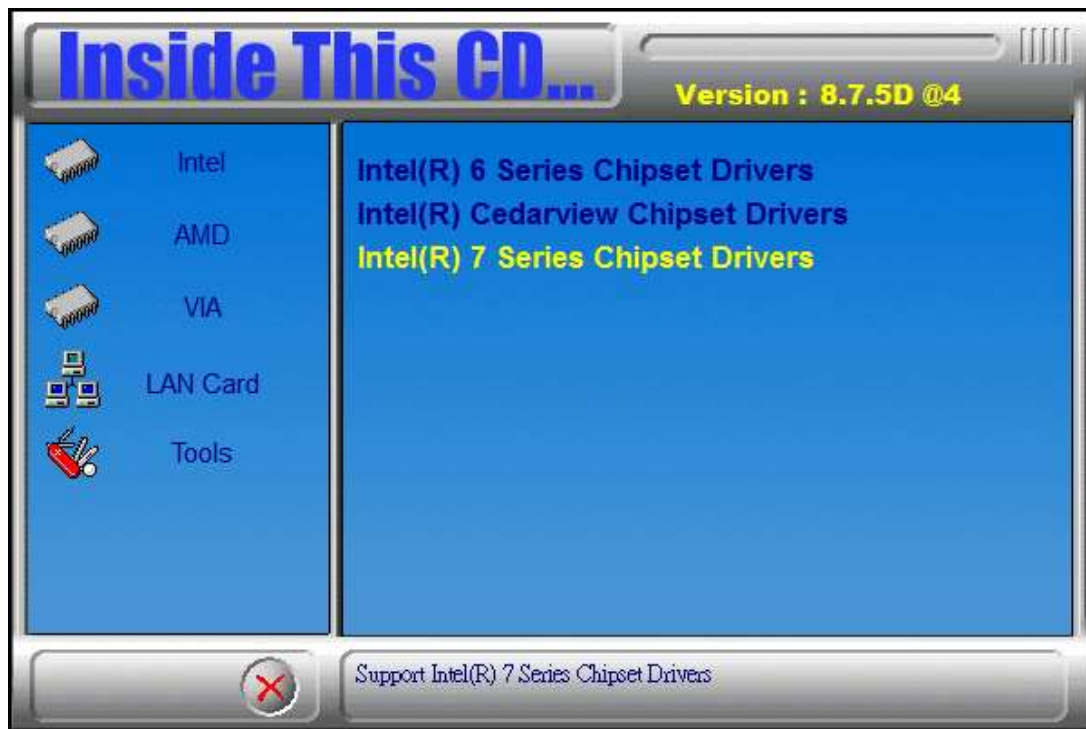 Inside This CD...
Version : 8.7.5D @4
Intel
AMD
VIA
LAN Card
Tools
Intel(R) 6 Series Chipset Drivers
Intel(R) Cedarview Chipset Drivers
Intel(R) 7 Series Chipset Drivers
Support Intel(R) 7 Series Chipset Drivers